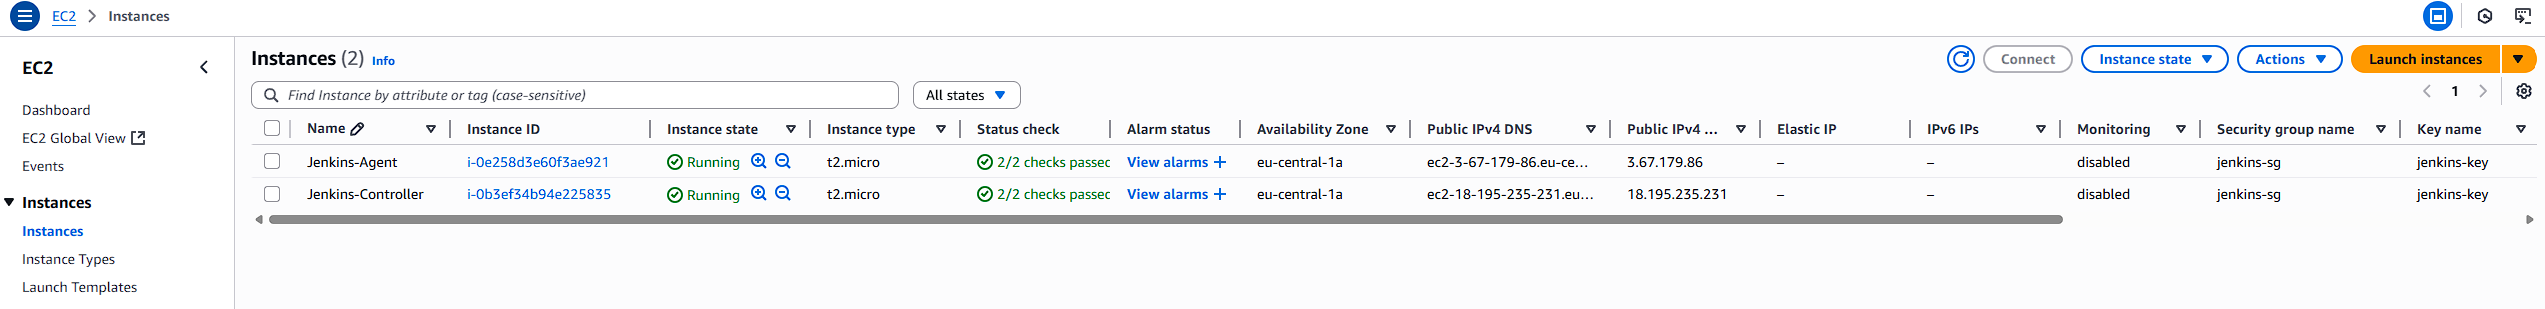 EC2 > Instances
EC2
Dashboard
EC2 Global View
Events
Instances
Instances
Instance Types
Launch Templates
Instances (2) Info
Connect Instance state Actions Launch instances
Find Instance by attribute or tag (case-sensitive) All states
< 1 >
Name Instance ID Instance state Instance type Status check Alarm status Availability Zone Public IPv4 DNS Public IPv4 ... Elastic IP IPv6 IPs Monitoring Security group name Key name
Jenkins-Agent i-0e258d3e60f3ae921 Running t2.micro 2/2 checks passed View alarms + eu-central-1a ec2-3-67-179-86.eu-ce... 3.67.179.86 – – disabled jenkins-sg jenkins-key
Jenkins-Controller i-0b3ef34b94e225835 Running t2.micro 2/2 checks passed View alarms + eu-central-1a ec2-18-195-235-231.eu... 18.195.235.231 – – disabled jenkins-sg jenkins-key